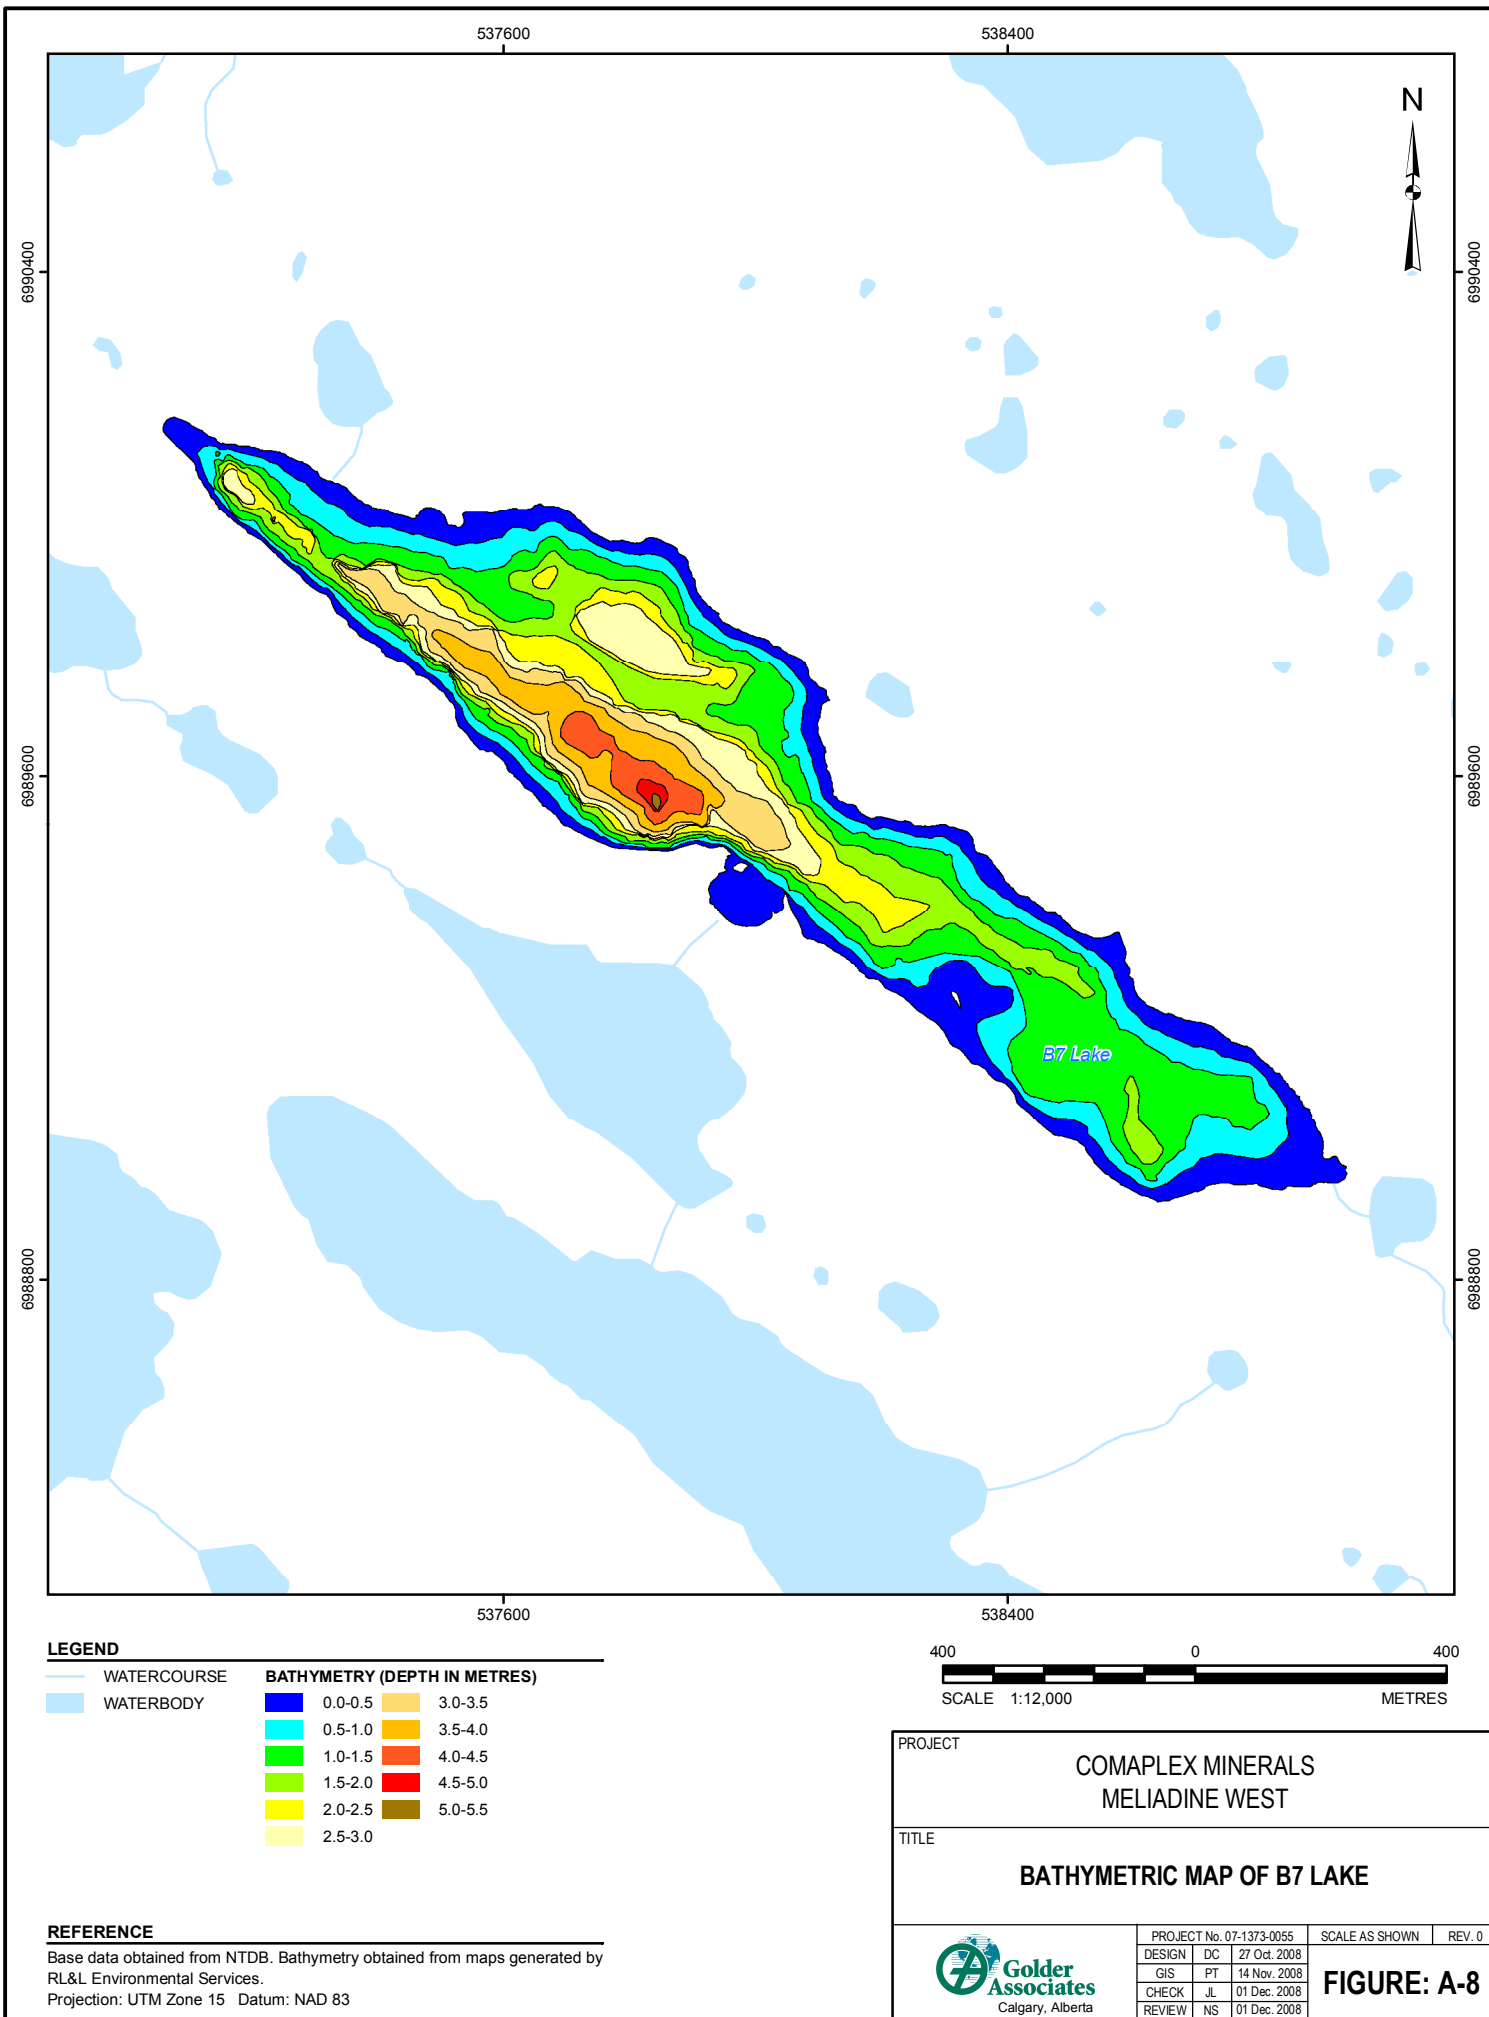 537600 538400
N
6990400 6990400
6989600 6989600
B7 Lake
6988800 6988800
537600 538400
LEGEND
WATERCOURSE
WATERBODY
BATHYMETRY (DEPTH IN METRES)
0.0-0.5 3.0-3.5
0.5-1.0 3.5-4.0
1.0-1.5 4.0-4.5
1.5-2.0 4.5-5.0
2.0-2.5 5.0-5.5
2.5-3.0
400 0 400
SCALE 1:12,000 METRES
REFERENCE
Base data obtained from NTDB. Bathymetry obtained from maps generated by
RL&L Environmental Services.
Projection: UTM Zone 15 Datum: NAD 83
PROJECT
COMAPLEX MINERALS
MELIADINE WEST
TITLE
BATHYMETRIC MAP OF B7 LAKE
Golder
Associates
Calgary, Alberta
PROJECT No. 07-1373-0055 SCALE AS SHOWN REV. 0
DESIGN DC 27 Oct. 2008
GIS PT 14 Nov. 2008
CHECK JL 01 Dec. 2008
REVIEW NS 01 Dec. 2008
FIGURE: A-8